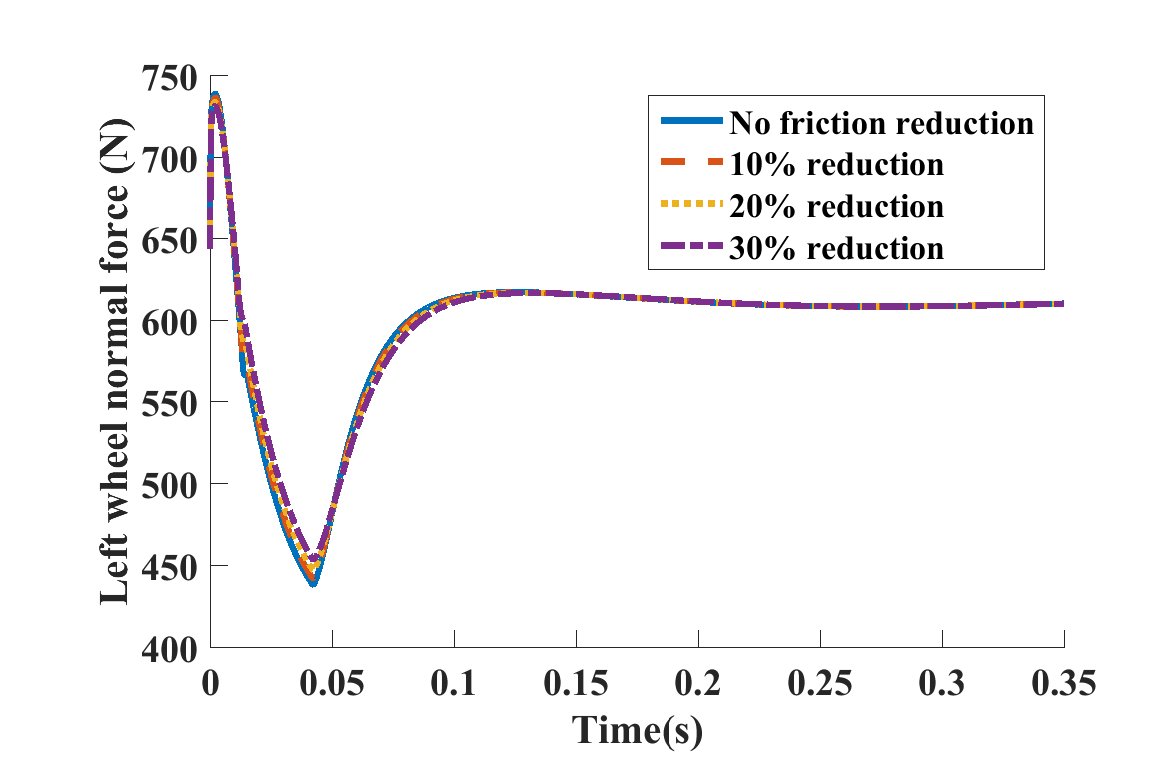 Left wheel normal force (N)
750
700
650
600
550
500
450
400
No friction reduction
10% reduction
20% reduction
30% reduction
0 0.05 0.1 0.15 0.2 0.25 0.3 0.35
Time(s)